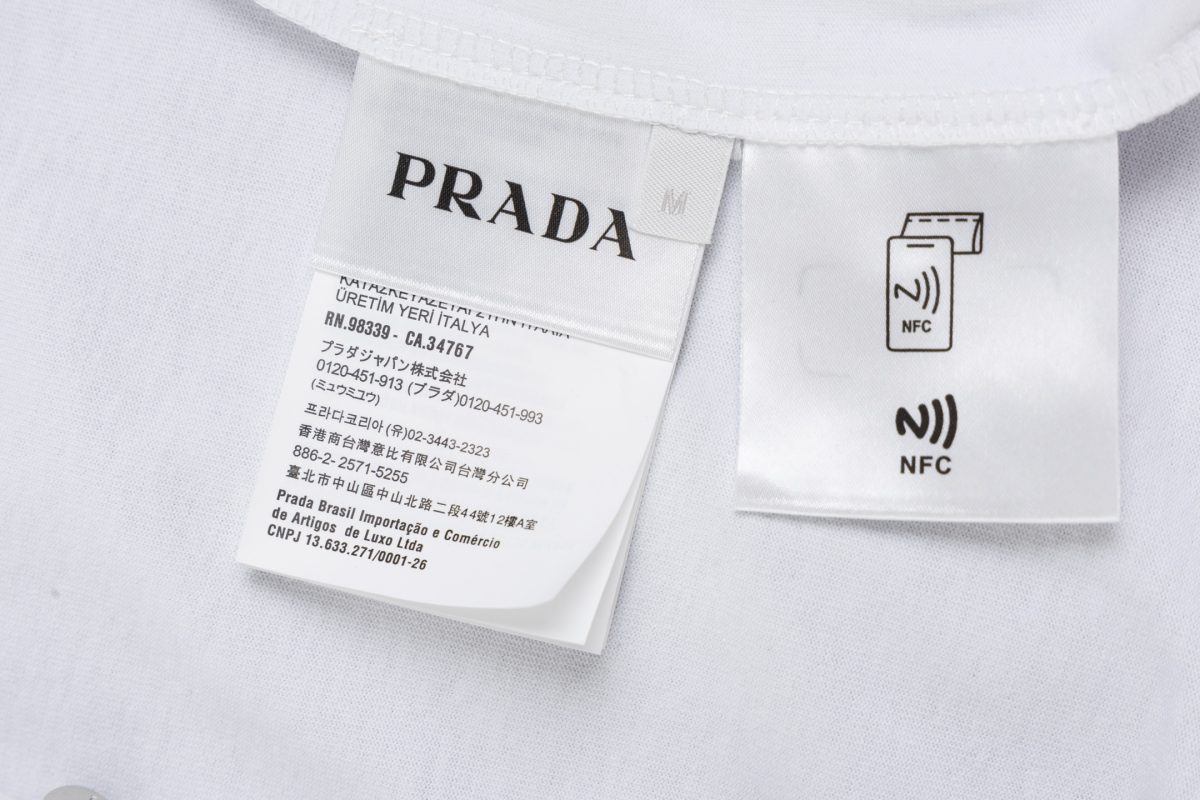 PRADA
M
ÜRETİM YERİ İTALYA
RN.98339 - CA.34767
プラダジャパン株式会社
0120-451-913 (プラダ)0120-451-993
(ミュウミュウ)
프라다코리아 (유)02-3443-2323
香港商台灣意比有限公司台灣分公司
886-2- 2571-5255
臺北市中山區中山北路二段44號12樓A室
Prada Brasil Importação e Comércio
de Artigos de Luxo Ltda
CNPJ 13.633.271/0001-26
NFC
NFC